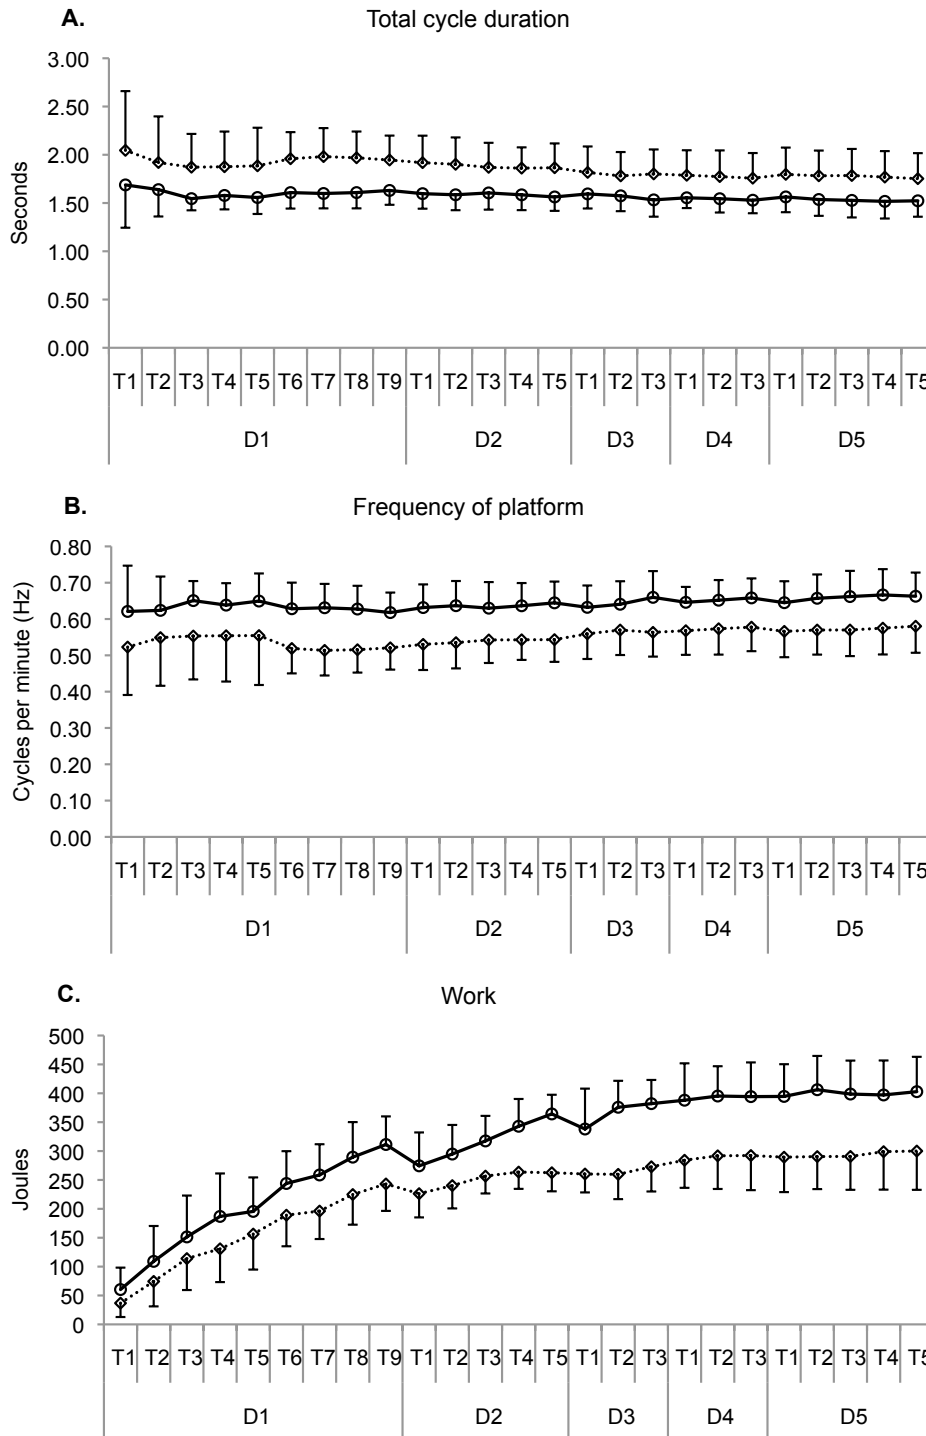 A. Total cycle duration
3.00
2.50
2.00
1.50
1.00
0.50
0.00
Seconds
T1 T2 T3 T4 T5 T6 T7 T8 T9 T1 T2 T3 T4 T5 T1 T2 T3 T1 T2 T3 T1 T2 T3 T4 T5
D1 D2 D3 D4 D5
B. Frequency of platform
0.80
0.70
0.60
0.50
0.40
0.30
0.20
0.10
0.00
Cycles per minute (Hz)
T1 T2 T3 T4 T5 T6 T7 T8 T9 T1 T2 T3 T4 T5 T1 T2 T3 T1 T2 T3 T1 T2 T3 T4 T5
D1 D2 D3 D4 D5
C. Work
500
450
400
350
300
250
200
150
100
50
0
Joules
T1 T2 T3 T4 T5 T6 T7 T8 T9 T1 T2 T3 T4 T5 T1 T2 T3 T1 T2 T3 T1 T2 T3 T4 T5
D1 D2 D3 D4 D5